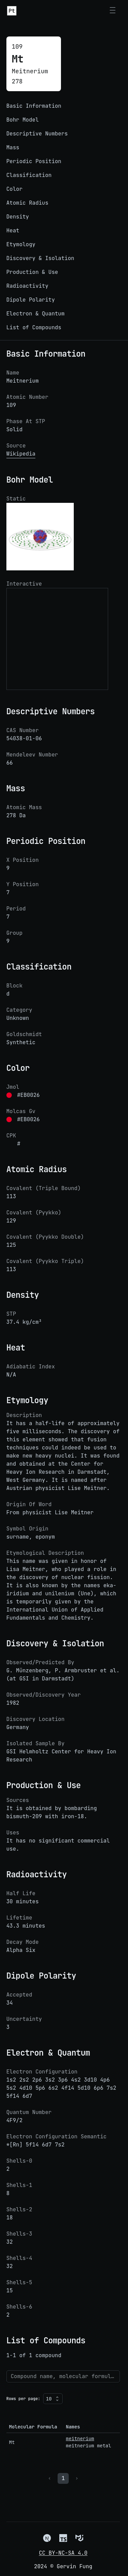 Mt
109
Mt
Meitnerium
278
Basic Information
Bohr Model
Descriptive Numbers
Mass
Periodic Position
Classification
Color
Atomic Radius
Density
Heat
Etymology
Discovery & Isolation
Production & Use
Radioactivity
Dipole Polarity
Electron & Quantum
List of Compounds
Basic Information
Name
Meitnerium
Atomic Number
109
Phase At STP
Solid
Source
Wikipedia
Bohr Model
Static
Interactive
Descriptive Numbers
CAS Number
54038-01-6
Mendeleev Number
66
Mass
Atomic Mass
278 Da
Periodic Position
X Position
9
Y Position
7
Period
7
Group
9
Classification
Block
d
Category
Unknown
Goldschmidt
Synthetic
Color
Jmol
#EB0026
Molcas Gv
#EB0026
CPK
#
Atomic Radius
Covalent (Triple Bound)
113
Covalent (Pyykko)
129
Covalent (Pyykko Double)
125
Covalent (Pyykko Triple)
113
Density
STP
37.4 kg/cm³
Heat
Adiabatic Index
N/A
Etymology
Description
It has a half-life of approximately
five milliseconds. The discovery of
this element showed that fusion
techniques could indeed be used to
make new heavy nuclei. It was found
and obtained at the Center for
Heavy Ion Research in Darmstadt,
West Germany. It is named after
Austrian physicist Lise Meitner.
Origin Of Word
From physicist Lise Meitner
Symbol Origin
surname, eponym
Etymological Description
This name was given in honor of
Lisa Meitner, who played a role in
the discovery of nuclear fission.
It is also known by the names eka-
iridium and unilenium (Une), which
is temporarily given by the
International Union of Applied
Fundamentals and Chemistry.
Discovery & Isolation
Observed/Predicted By
S. Münzenberg, P. Armbruster et al.
(at GSI in Darmstadt)
Observed/Discovery Year
1982
Discovery Location
Germany
Isolated Sample By
GSI Helmholtz Center for Heavy Ion
Research
Production & Use
Sources
It is obtained by bombarding
bissmuth-209 with iron-18.
Uses
It has no significant commercial
use.
Radioactivity
Half Life
30 minutes
Lifetime
43.3 minutes
Decay Mode
Alpha Six
Dipole Polarity
Accepted
34
Uncertainty
3
Electron & Quantum
Electron Configuration
1s2 2s2 2p6 3s2 3p6 4s2 3d10 4p6
5s2 4d10 5p6 6s2 4f14 5d10 6p6 7s2
5f14 6d7
Quantum Number
4F9/2
Electron Configuration Semantic
*[Rn] 5f14 6d7 7s2
Shells-0
2
Shells-1
8
Shells-2
18
Shells-3
32
Shells-4
32
Shells-5
15
Shells-6
2
List of Compounds
1-1 of 1 compound
Compound name, molecular formul…
Rows per page: 10
Molecular Formula Names
Mt
meitnerium
meitnerium metal
‹ 1 ›
CC BY-NC-SA 4.0
2024 © Gervin Fung